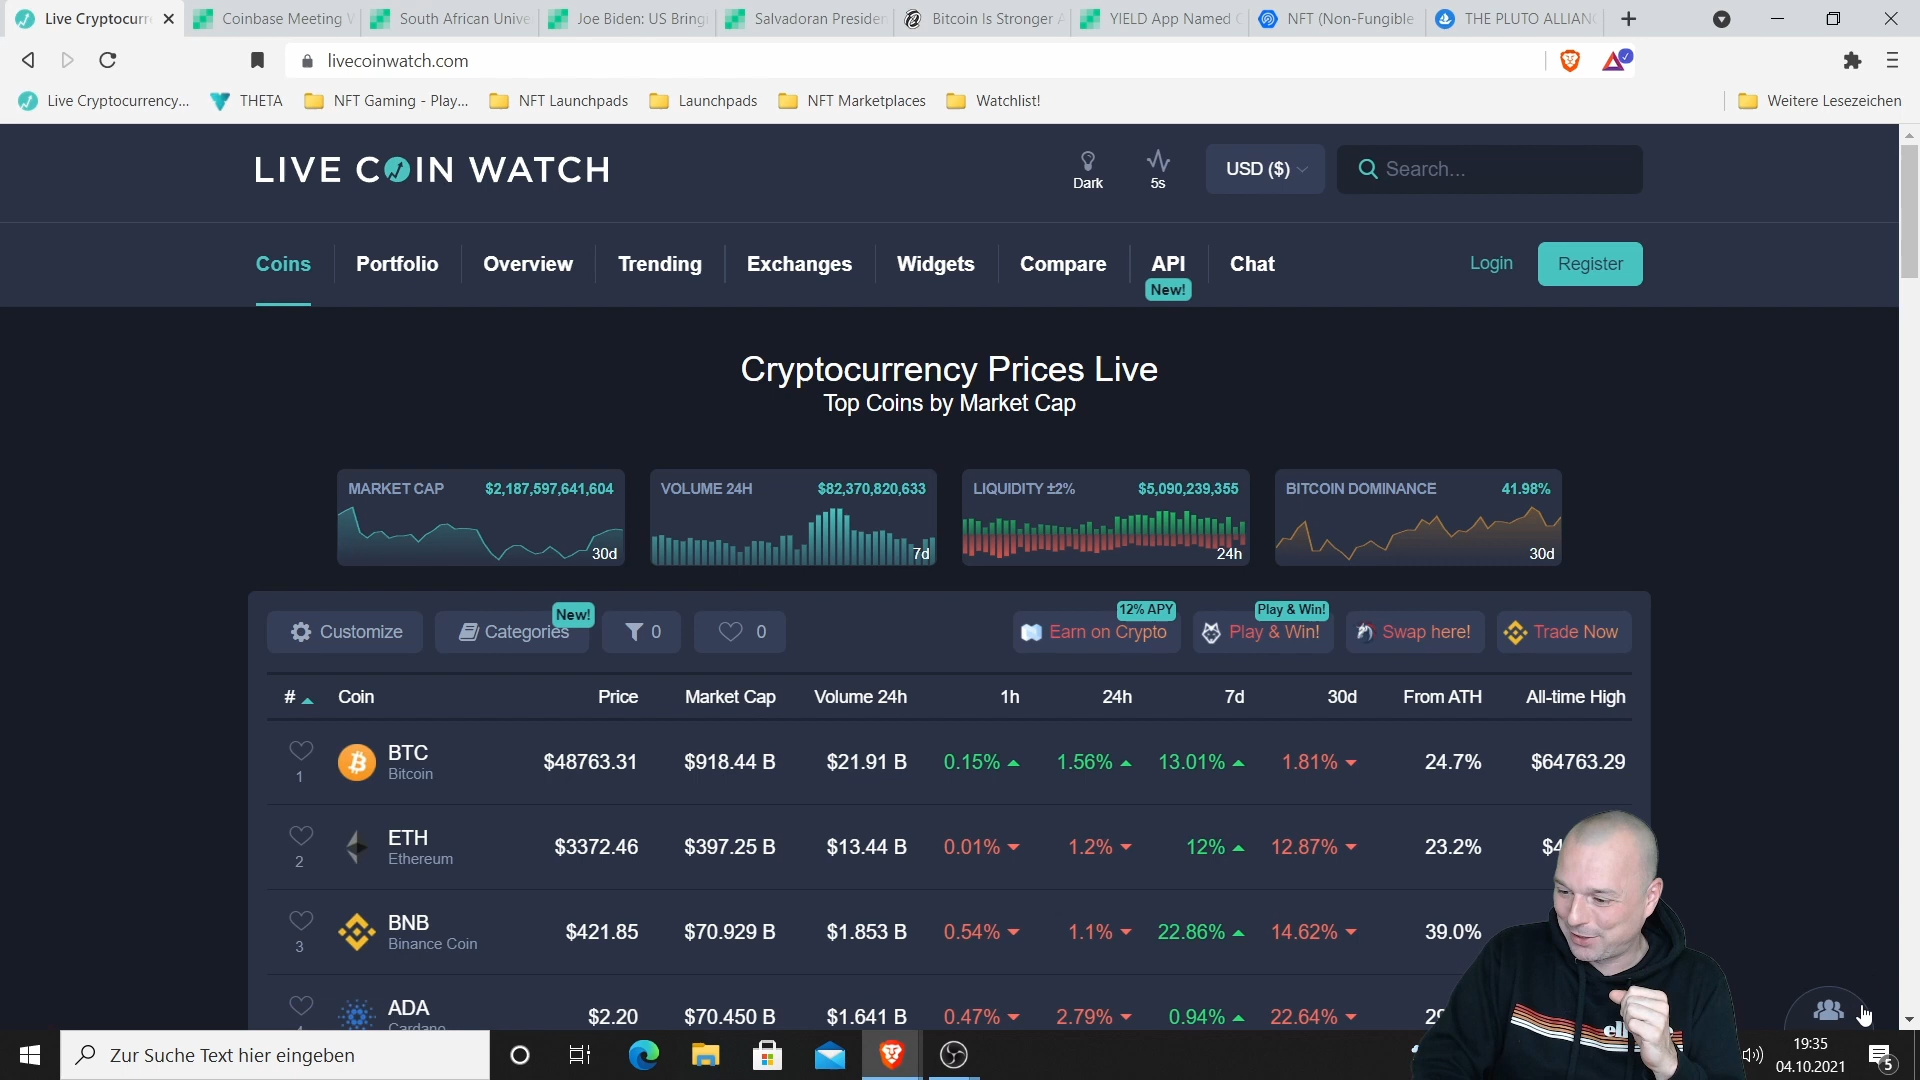 Live Cryptocurr
Coinbase Meeting
South African Unive
Joe Biden: US Bring
Salvadoran Presiden
Bitcoin Is Stronger
YIELD App Named
NFT (Non-Fungible
THE PLUTO ALLIAN
livecoinwatch.com
Live Cryptocurrency...
THETA
NFT Gaming - Play...
NFT Launchpads
Launchpads
NFT Marketplaces
Watchlist!
Weitere Lesezeichen
LIVE COIN WATCH
Dark
5s
USD ($)
Search...
Coins
Portfolio
Overview
Trending
Exchanges
Widgets
Compare
API
New!
Chat
Login
Register
Cryptocurrency Prices Live
Top Coins by Market Cap
MARKET CAP $2,187,597,641,604
30d
VOLUME 24H $82,370,820,633
7d
LIQUIDITY ±2% $5,090,239,355
24h
BITCOIN DOMINANCE 41.98%
30d
Customize
Categories
New!
0
0
12% APY
Earn on Crypto
Play & Win!
Play & Win!
Swap here!
Trade Now
# Coin Price Market Cap Volume 24h 1h 24h 7d 30d From ATH All-time High
1 BTC Bitcoin $48763.31 $918.44 B $21.91 B 0.15% 1.56% 13.01% 1.81% 24.7% $64763.29
2 ETH Ethereum $3372.46 $397.25 B $13.44 B 0.01% 1.2% 12% 12.87% 23.2% $4
3 BNB Binance Coin $421.85 $70.929 B $1.853 B 0.54% 1.1% 22.86% 14.62% 39.0%
4 ADA Cardano $2.20 $70.450 B $1.641 B 0.47% 2.79% 0.94% 22.64% 29
Zur Suche Text hier eingeben
19:35
04.10.2021
5